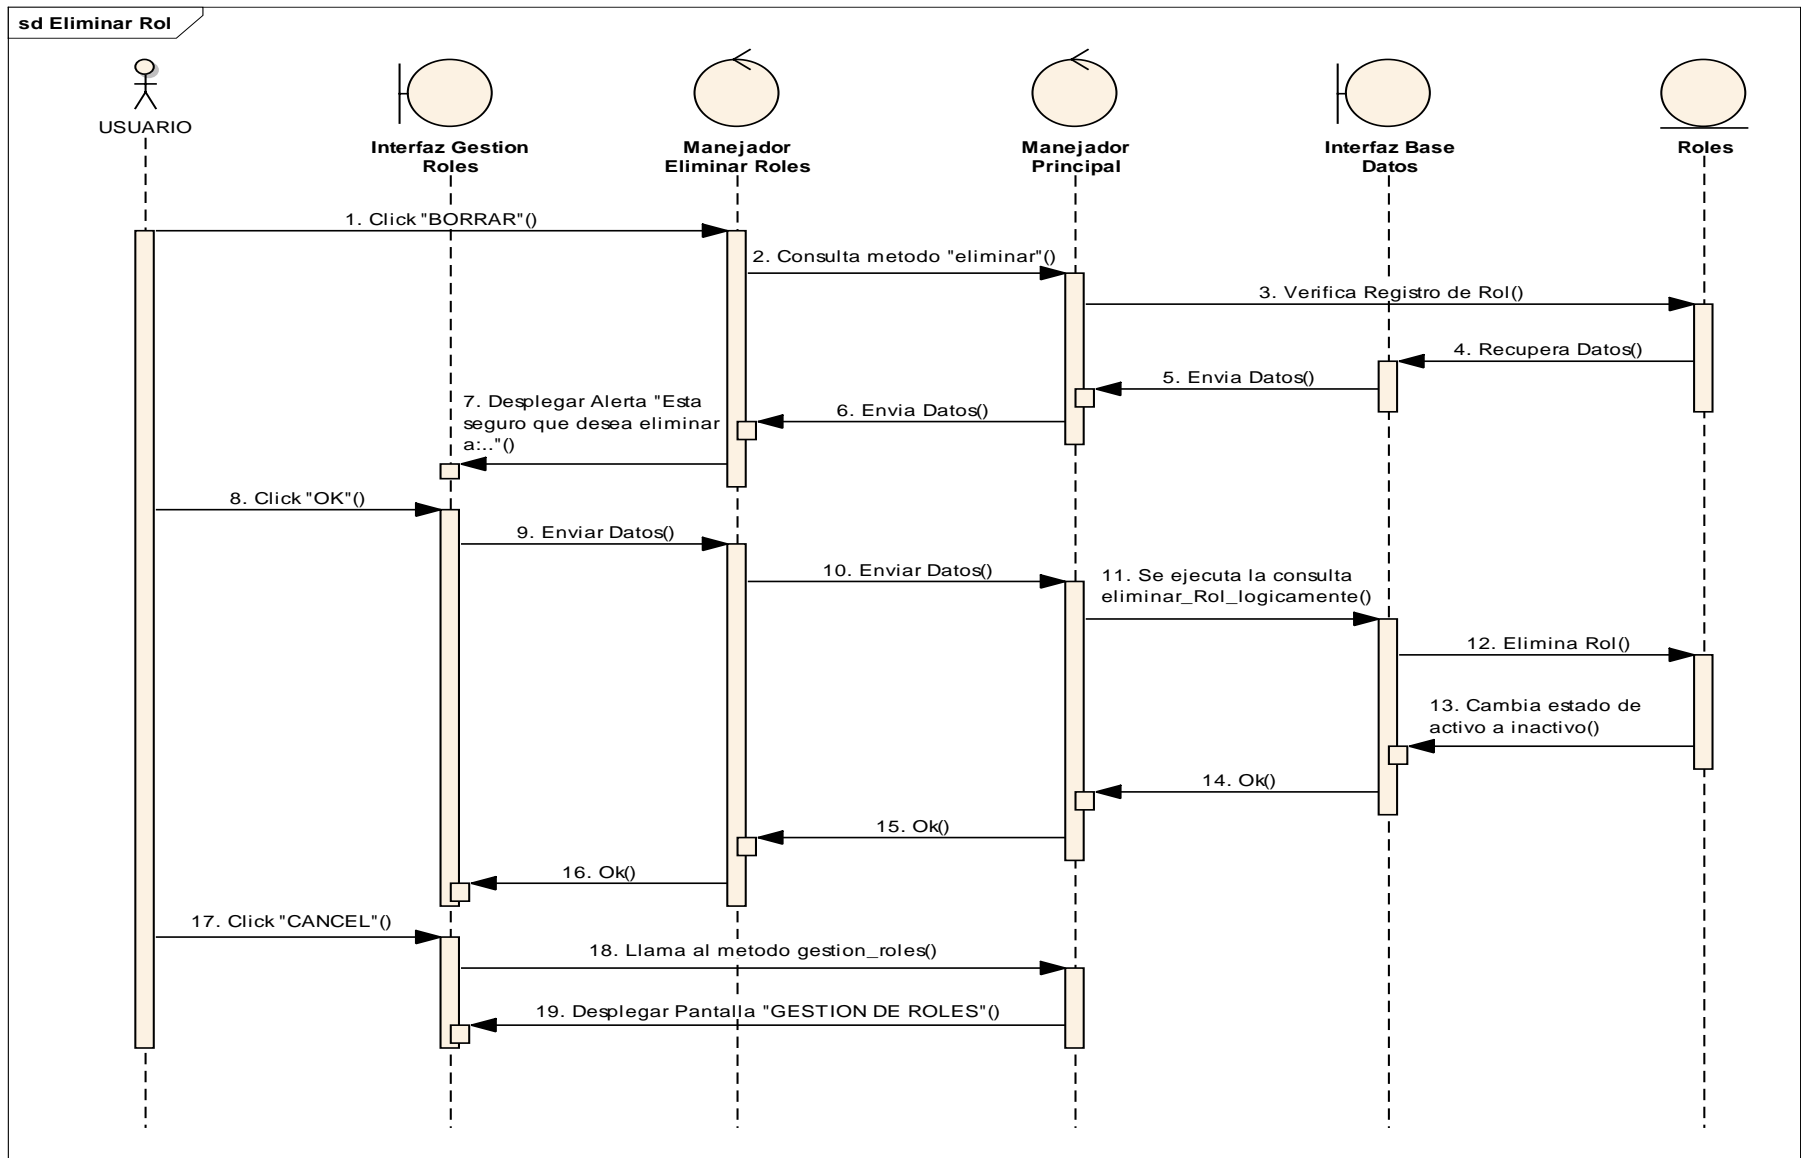 sd Eliminar Rol
USUARIO
Interfaz Gestion
Roles
Manejador
Eliminar Roles
Manejador
Principal
Interfaz Base
Datos
Roles
1. Click "BORRAR"()
2. Consulta metodo "eliminar"()
3. Verifica Registro de Rol()
4. Recupera Datos()
5. Envia Datos()
6. Envia Datos()
7. Desplegar Alerta "Esta
seguro que desea eliminar
a:.."()
8. Click "OK"()
9. Enviar Datos()
10. Enviar Datos()
11. Se ejecuta la consulta
eliminar_Rol_logicamente()
12. Elimina Rol()
13. Cambia estado de
activo a inactivo()
14. Ok()
15. Ok()
16. Ok()
17. Click "CANCEL"()
18. Llama al metodo gestion_roles()
19. Desplegar Pantalla "GESTION DE ROLES"()